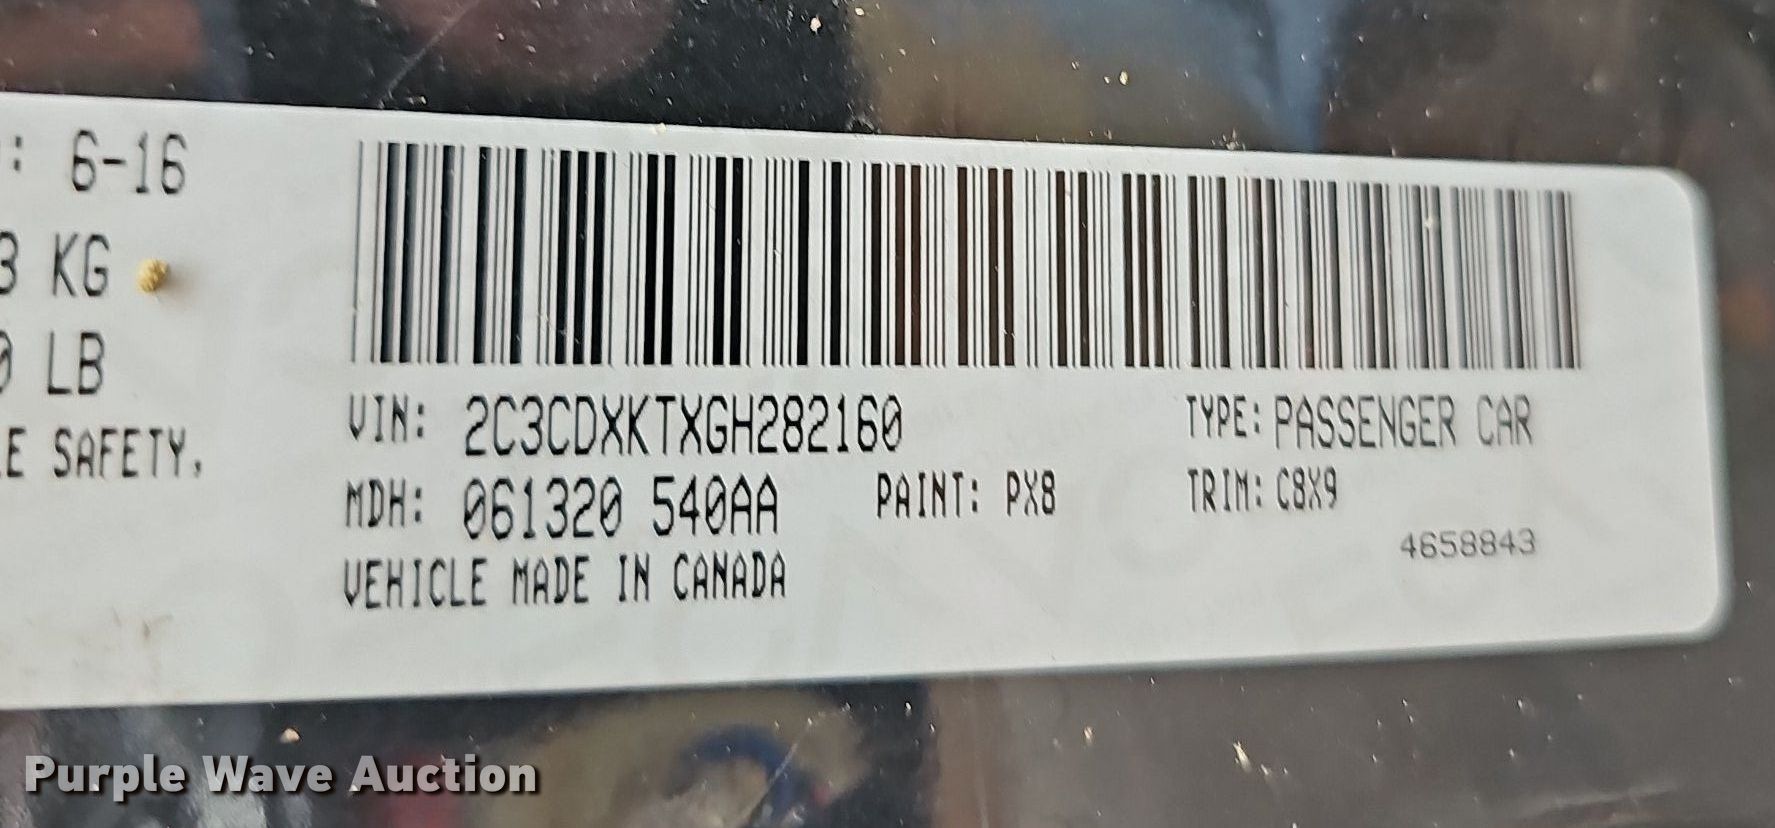 : 6-16
3 KG
0 LB
E SAFETY.
VIN: 2C3CDXKTXGH282160
TYPE: PASSENGER CAR
MDH: 061320 540AA
PAINT: PX8
TRIM: C8X9
4658843
VEHICLE MADE IN CANADA
Purple Wave Auction